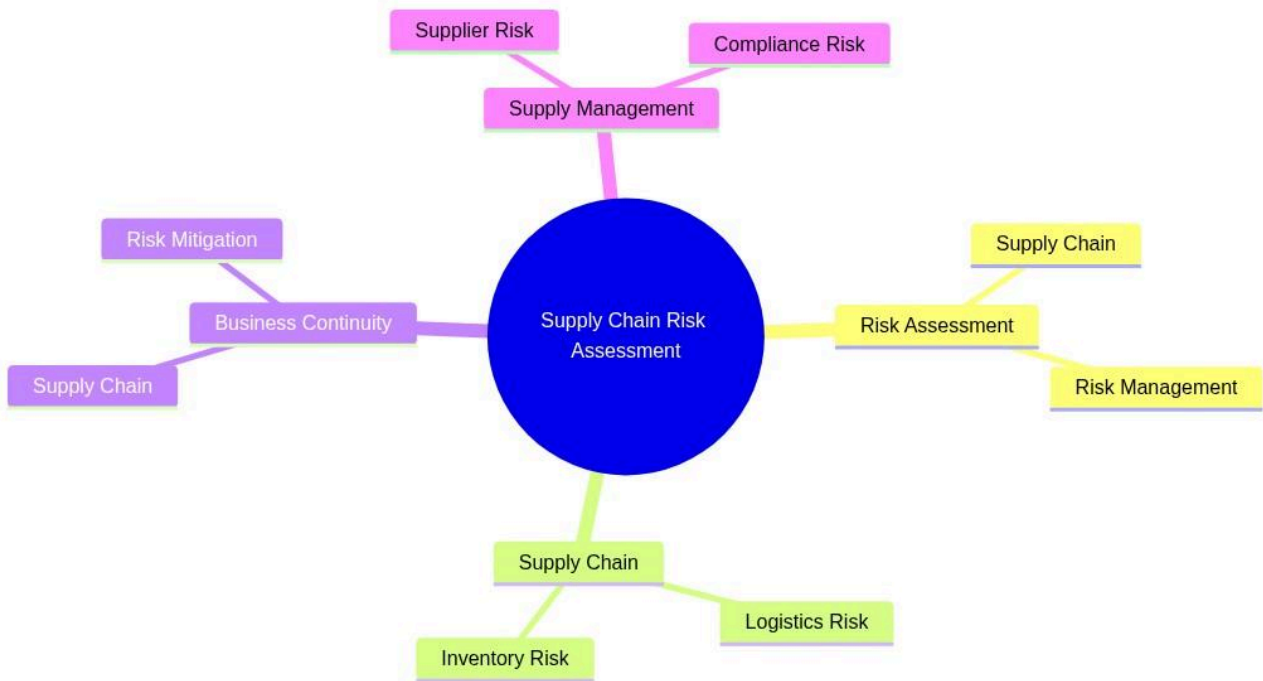 Supplier Risk
Compliance Risk
Supply Management
Risk Mitigation
Supply Chain
Business Continuity
Supply Chain Risk
Assessment
Risk Assessment
Supply Chain
Risk Management
Supply Chain
Logistics Risk
Inventory Risk